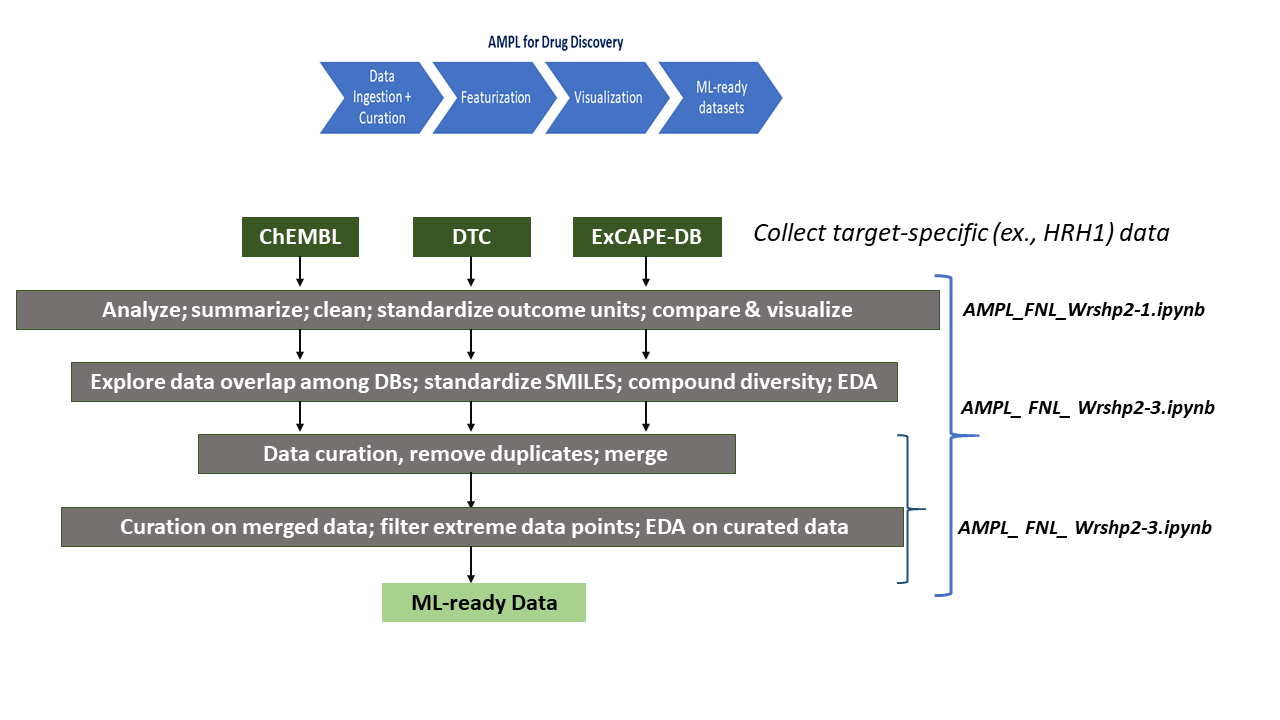 AMPL for Drug Discovery
Data
Ingestion +
Curation
Featurization
Visualization
ML-ready
datasets
ChEMBL
DTC
ExCAPE-DB
Collect target-specific (ex., HRH1) data
Analyze; summarize; clean; standardize outcome units; compare & visualize
AMPL_FNL_Wrshp2-1.ipynb
Explore data overlap among DBs; standardize SMILES; compound diversity; EDA
AMPL_ FNL_ Wrshp2-3.ipynb
Data curation, remove duplicates; merge
Curation on merged data; filter extreme data points; EDA on curated data
AMPL_ FNL_ Wrshp2-3.ipynb
ML-ready Data